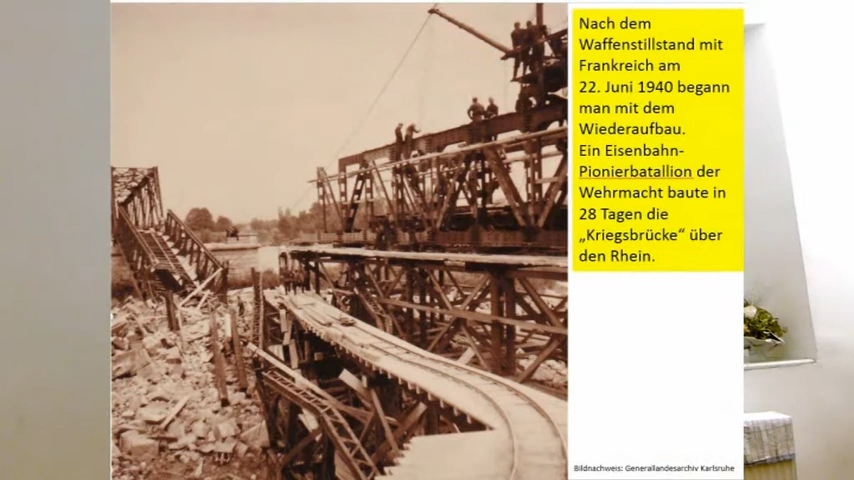 Nach dem
Waffenstillstand mit
Frankreich am
22. Juni 1940 begann
man mit dem
Wiederaufbau.
Ein Eisenbahn-
Pionierbatallion der
Wehrmacht baute in
28 Tagen die
„Kriegsbrücke“ über
den Rhein.
Bildnachweis: Generallandesarchiv Karlsruhe